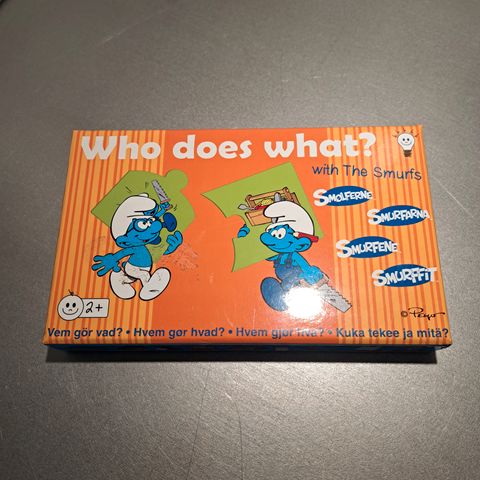 Who does what?
with The Smurfs
SMØLFERNE
SMURFARNA
SMURFENE
SMURFFIT
2+
© Peyo
Vem gör vad? • Hvem gør hvad? • Hvem gjør hva? • Kuka tekee ja mitä?